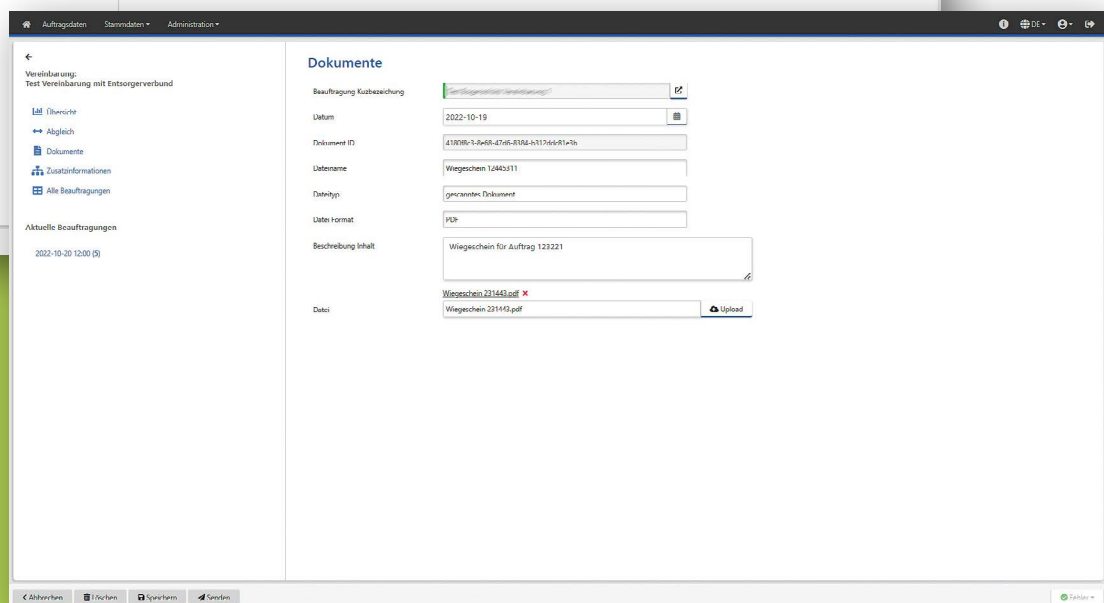 Auftragsdaten Stammdaten Administration DE
Vereinbarung:
Test Vereinbarung mit Entsorgerverbund
Übersicht
Abgleich
Dokumente
Zusatzinformationen
Alle Beauftragungen
Aktuelle Beauftragungen
2022-10-20 12:00 (5)
Dokumente
Beauftragung Kuzbezeichung
Datum 2022-10-19
Dokument ID
Dateiname Wiegeschein 12445311
Dateityp gescanntes Dokument
Datei Format PDF
Beschreibung Inhalt Wiegeschein für Auftrag 123221
Wiegeschein 231443.pdf
Datei Wiegeschein 231443.pdf Upload
Abbrechen Löschen Speichern Senden Fehler